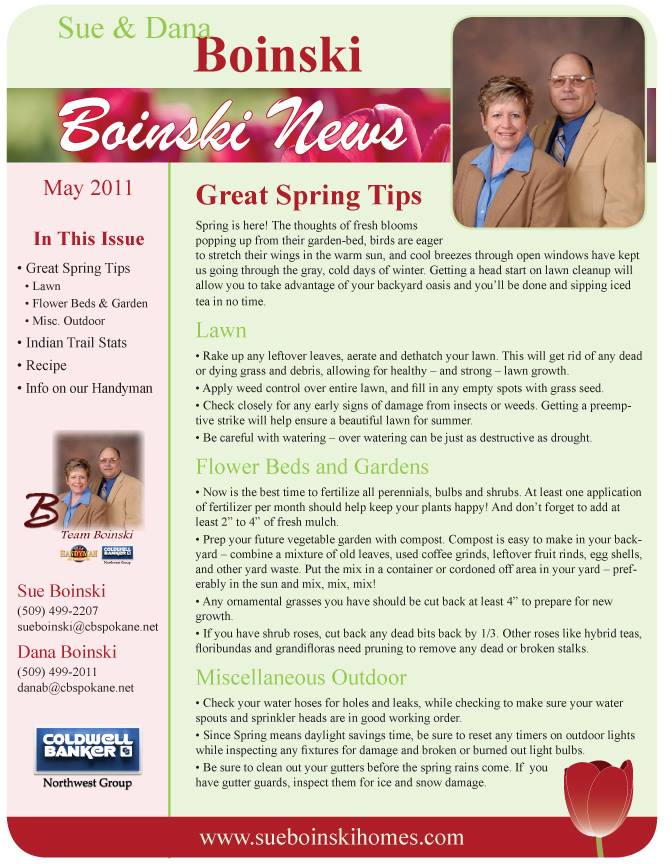 Sue & Dana
Boinski
Boinski News
May 2011
In This Issue
• Great Spring Tips
• Lawn
• Flower Beds & Garden
• Misc. Outdoor
• Indian Trail Stats
• Recipe
• Info on our Handyman
B
Team Boinski
HANDYMAN
COLDWELL
BANKER
Northwest Group
Sue Boinski
(509) 499-2207
sueboinski@cbspokane.net
Dana Boinski
(509) 499-2011
danab@cbspokane.net
COLDWELL
BANKER
Northwest Group
Great Spring Tips
Spring is here! The thoughts of fresh blooms
popping up from their garden-bed, birds are eager
to stretch their wings in the warm sun, and cool breezes through open windows have kept
us going through the gray, cold days of winter. Getting a head start on lawn cleanup will
allow you to take advantage of your backyard oasis and you’ll be done and sipping iced
tea in no time.
Lawn
• Rake up any leftover leaves, aerate and dethatch your lawn. This will get rid of any dead
or dying grass and debris, allowing for healthy – and strong – lawn growth.
• Apply weed control over entire lawn, and fill in any empty spots with grass seed.
• Check closely for any early signs of damage from insects or weeds. Getting a preemp-
tive strike will help ensure a beautiful lawn for summer.
• Be careful with watering – over watering can be just as destructive as drought.
Flower Beds and Gardens
• Now is the best time to fertilize all perennials, bulbs and shrubs. At least one application
of fertilizer per month should help keep your plants happy! And don’t forget to add at
least 2” to 4” of fresh mulch.
• Prep your future vegetable garden with compost. Compost is easy to make in your back-
yard – combine a mixture of old leaves, used coffee grinds, leftover fruit rinds, egg shells,
and other yard waste. Put the mix in a container or cordoned off area in your yard – pref-
erably in the sun and mix, mix, mix!
• Any ornamental grasses you have should be cut back at least 4” to prepare for new
growth.
• If you have shrub roses, cut back any dead bits back by 1/3. Other roses like hybrid teas,
floribundas and grandifloras need pruning to remove any dead or broken stalks.
Miscellaneous Outdoor
• Check your water hoses for holes and leaks, while checking to make sure your water
spouts and sprinkler heads are in good working order.
• Since Spring means daylight savings time, be sure to reset any timers on outdoor lights
while inspecting any fixtures for damage and broken or burned out light bulbs.
• Be sure to clean out your gutters before the spring rains come. If you
have gutter guards, inspect them for ice and snow damage.
www.sueboinskihomes.com